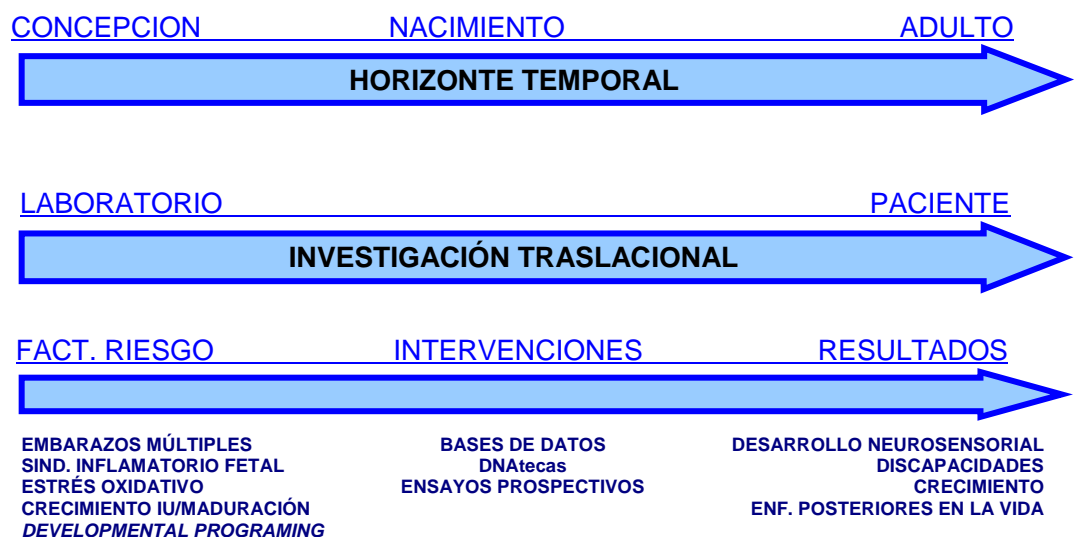 CONCEPCION NACIMIENTO ADULTO
HORIZONTE TEMPORAL
LABORATORIO PACIENTE
INVESTIGACIÓN TRASLACIONAL
FACT. RIESGO INTERVENCIONES RESULTADOS
EMBARAZOS MÚLTIPLES
SIND. INFLAMATORIO FETAL
ESTRÉS OXIDATIVO
CRECIMIENTO IU/MADURACIÓN
DEVELOPMENTAL PROGRAMING
BASES DE DATOS
DNAtecas
ENSAYOS PROSPECTIVOS
DESARROLLO NEUROSENSORIAL
DISCAPACIDADES
CRECIMIENTO
ENF. POSTERIORES EN LA VIDA